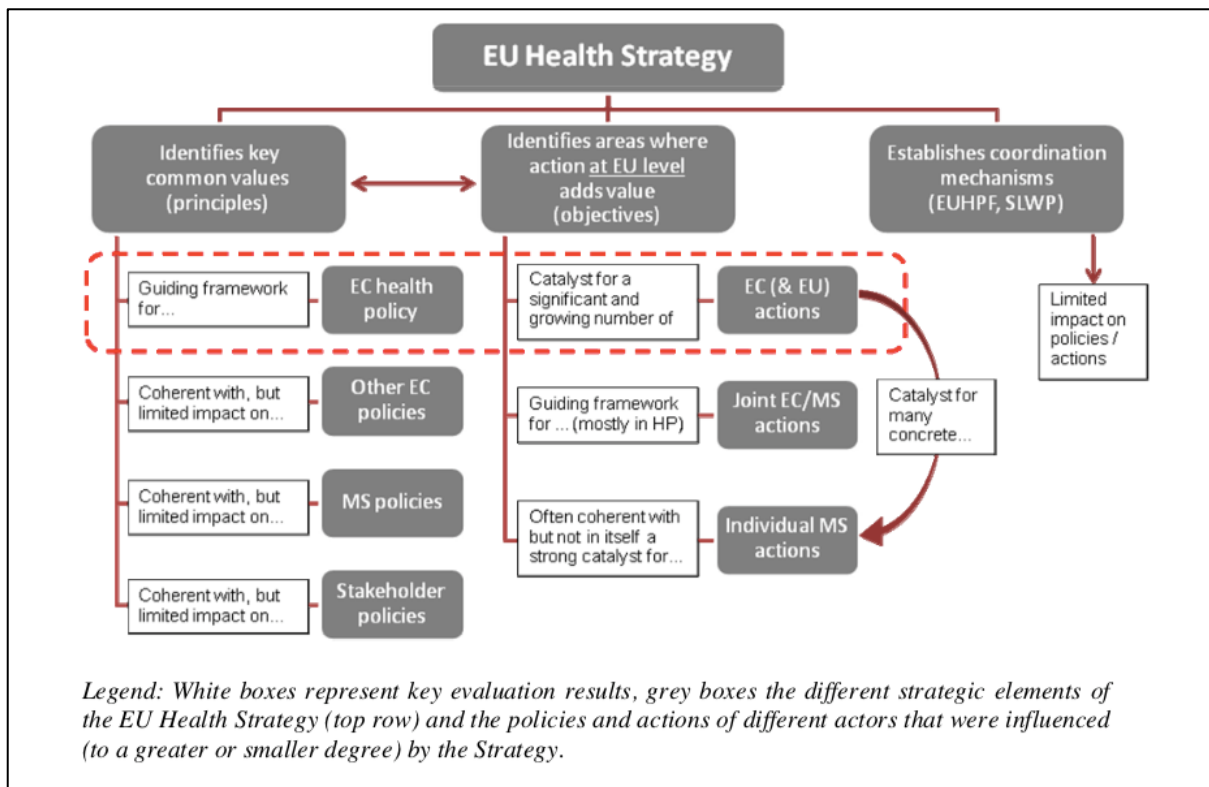 EU Health Strategy
Identifies key
common values
(principles)
Identifies areas where
action at EU level
adds value
(objectives)
Establishes coordination
mechanisms
(EUHPF, SLWP)
Guiding framework
for...
EC health
policy
Catalyst for a
significant and
growing number of
EC (& EU)
actions
Limited
impact on
policies /
actions
Coherent with, but
limited impact on...
Other EC
policies
Guiding framework
for ... (mostly in HP)
Joint EC/MS
actions
Catalyst for
many
concrete...
Coherent with, but
limited impact on...
MS policies
Often coherent with
but not in itself a
strong catalyst for...
Individual MS
actions
Coherent with, but
limited impact on...
Stakeholder
policies
Legend: White boxes represent key evaluation results, grey boxes the different strategic elements of
the EU Health Strategy (top row) and the policies and actions of different actors that were influenced
(to a greater or smaller degree) by the Strategy.